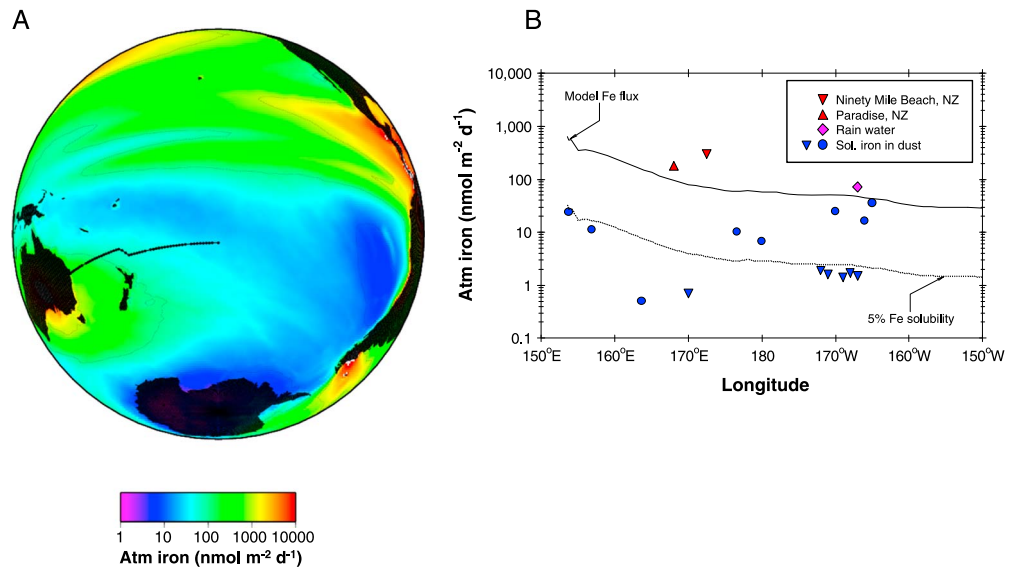 A
Atm iron (nmol m⁻² d⁻¹)
1 10 100 1000 10000
B
Atm iron (nmol m⁻² d⁻¹)
10,000
1,000
100
10
1
0.1
Model Fe flux
Ninety Mile Beach, NZ
Paradise, NZ
Rain water
Sol. iron in dust
5% Fe solubility
150°E 160°E 170°E 180 170°W 160°W 150°W
Longitude